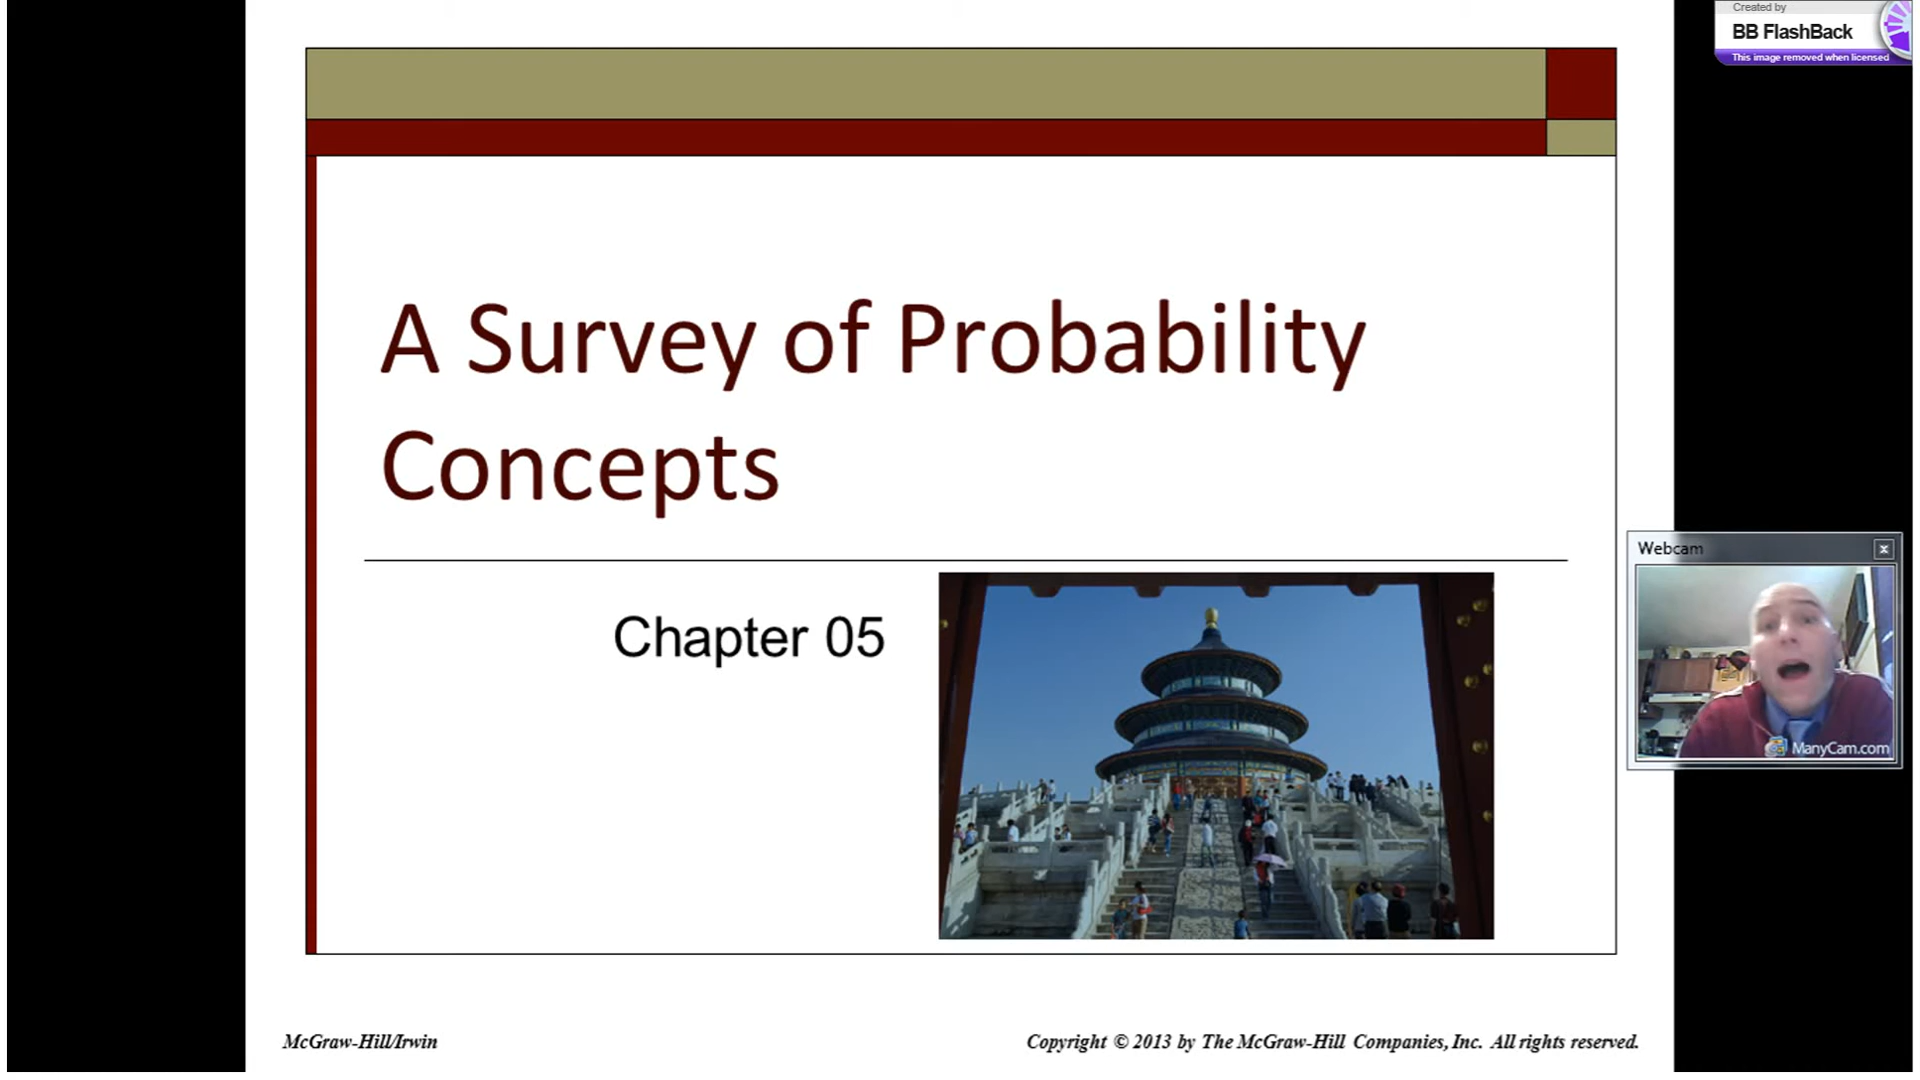 Created by
BB FlashBack
This image removed when licensed
A Survey of Probability
Concepts
Chapter 05
Webcam
ManyCam.com
McGraw-Hill/Irwin
Copyright © 2013 by The McGraw-Hill Companies, Inc. All rights reserved.